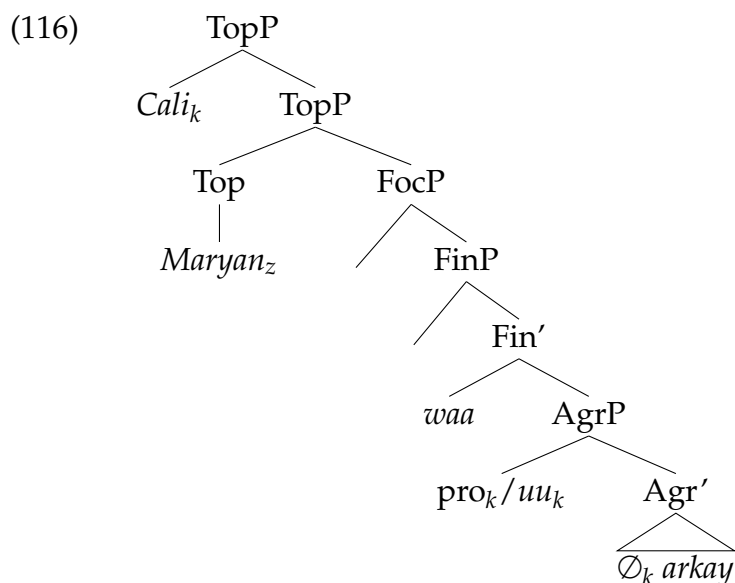 (116) TopP
Cali_k TopP
Top FocP
Maryan_z FinP
Fin’
waa AgrP
pro_k/uu_k Agr’
∅_k arkay